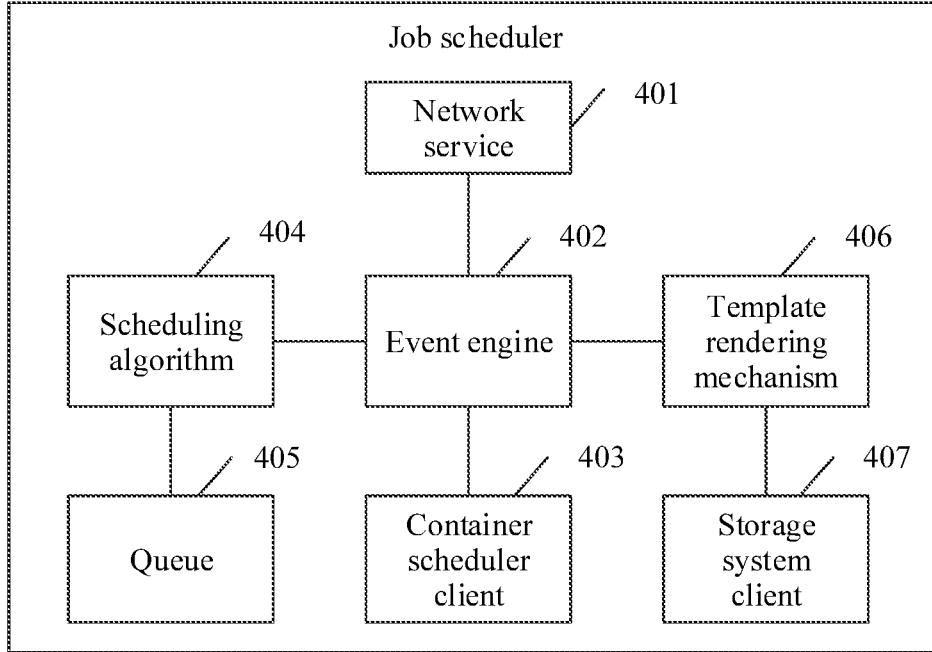 Job scheduler
401
Network
service
404
402
406
Scheduling
algorithm
Event engine
Template
rendering
mechanism
405
403
407
Queue
Container
scheduler
client
Storage
system
client